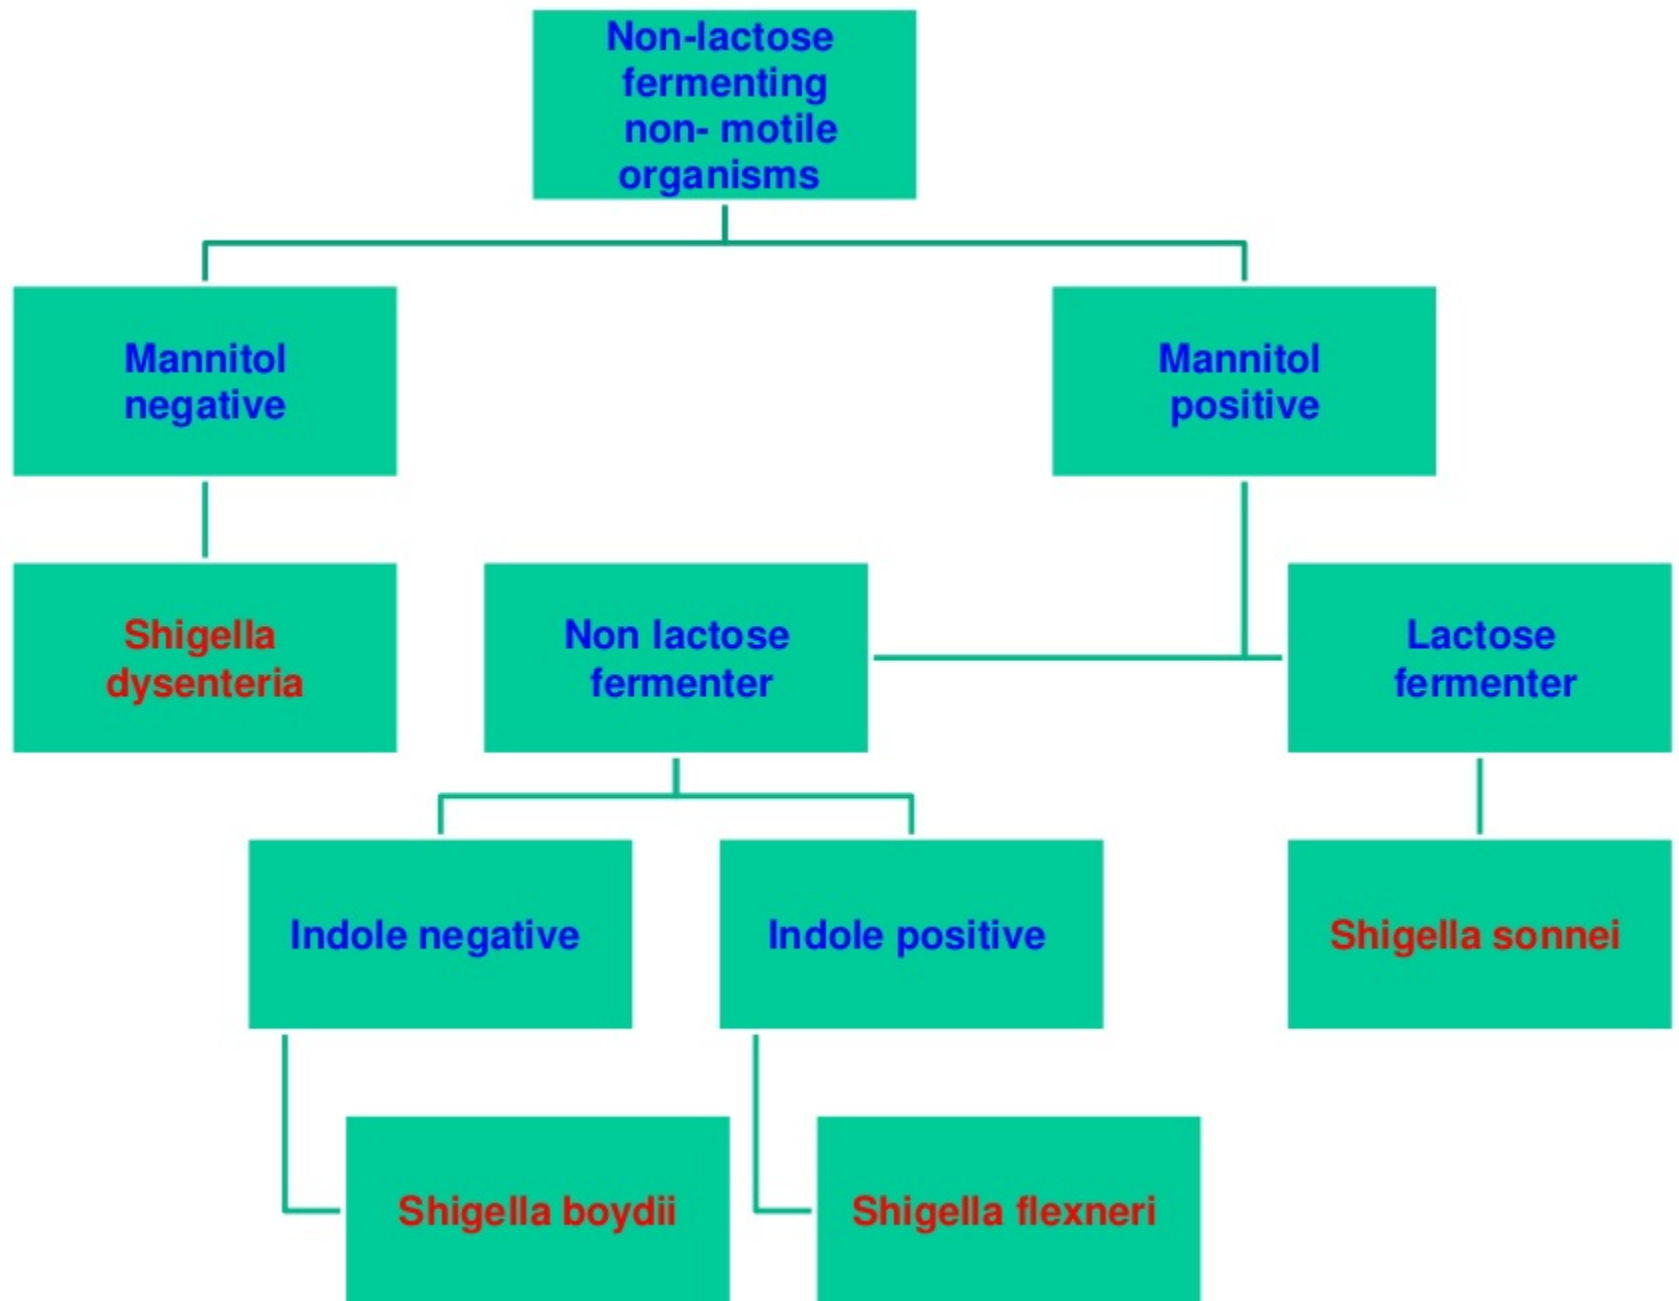 Non-lactose
fermenting
non- motile
organisms
Mannitol
negative
Mannitol
positive
Shigella
dysenteria
Non lactose
fermenter
Lactose
fermenter
Indole negative
Indole positive
Shigella sonnei
Shigella boydii
Shigella flexneri